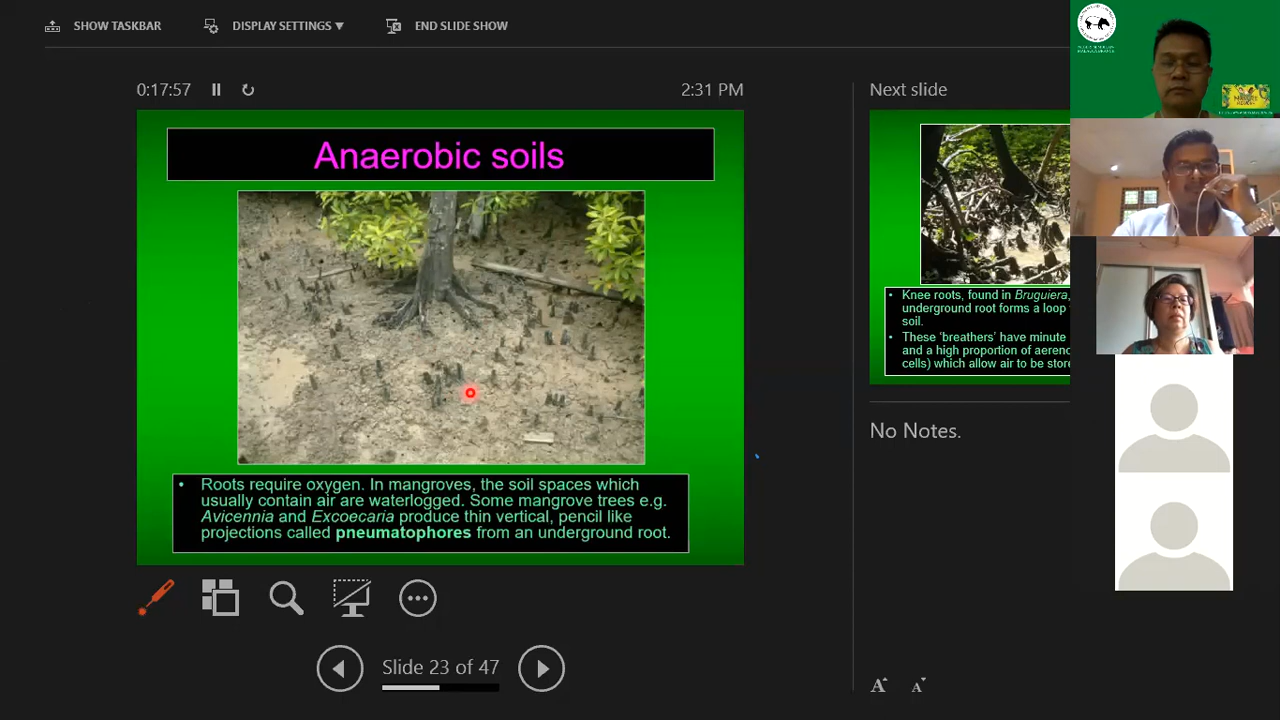 SHOW TASKBAR
DISPLAY SETTINGS ▼
END SLIDE SHOW
0:17:57
2:31 PM
Anaerobic soils
• Roots require oxygen. In mangroves, the soil spaces which
usually contain air are waterlogged. Some mangrove trees e.g.
Avicennia and Excoecaria produce thin vertical, pencil like
projections called pneumatophores from an underground root.
Slide 23 of 47
Next slide
• Knee roots, found in Bruguiera,
underground root forms a loop
soil.
• These ‘breathers’ have minute
and a high proportion of aeren
cells) which allow air to be store
No Notes.
A A